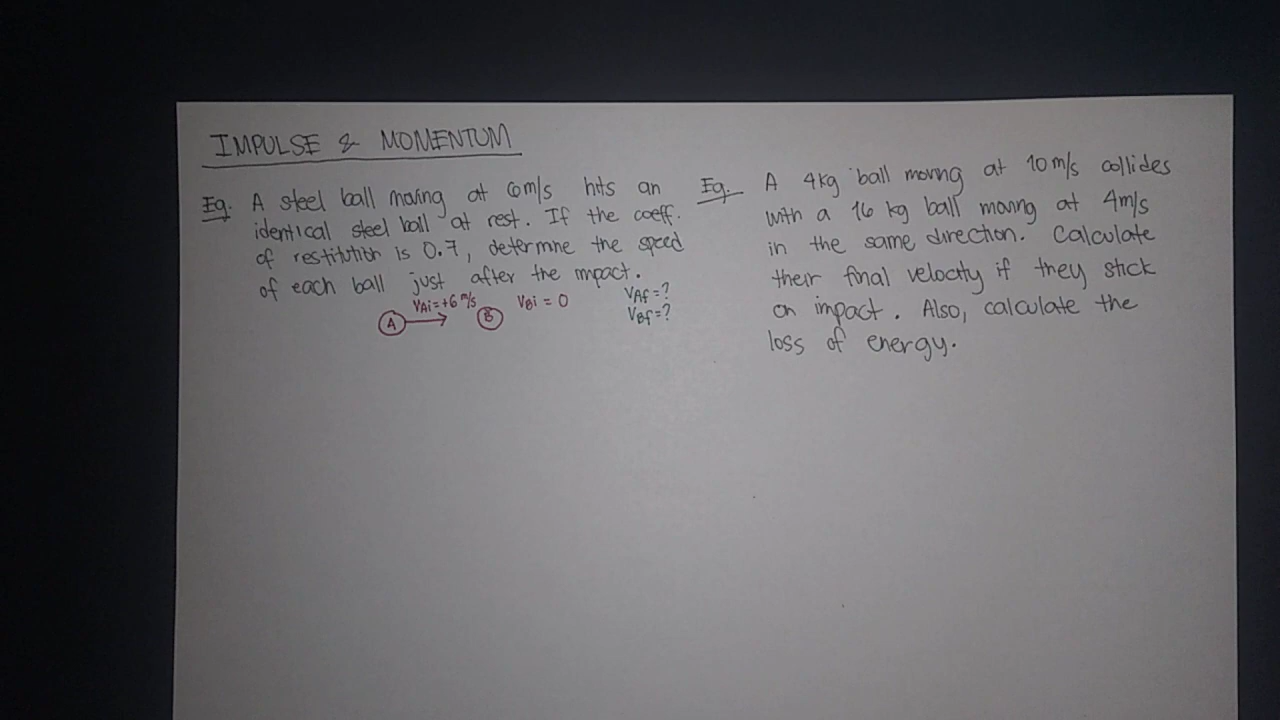 IMPULSE & MOMENTUM
Eg. A steel ball moving at 6m/s hits an
identical steel ball at rest. If the coeff.
of restitution is 0.7, determine the speed
of each ball just after the impact.
VAi=+6 m/s
A
B
VBi = 0
VAf=?
VBf=?
Eg. A 4kg ball moving at 10m/s collides
with a 16 kg ball moving at 4m/s
in the same direction. Calculate
their final velocity if they stick
on impact. Also, calculate the
loss of energy.